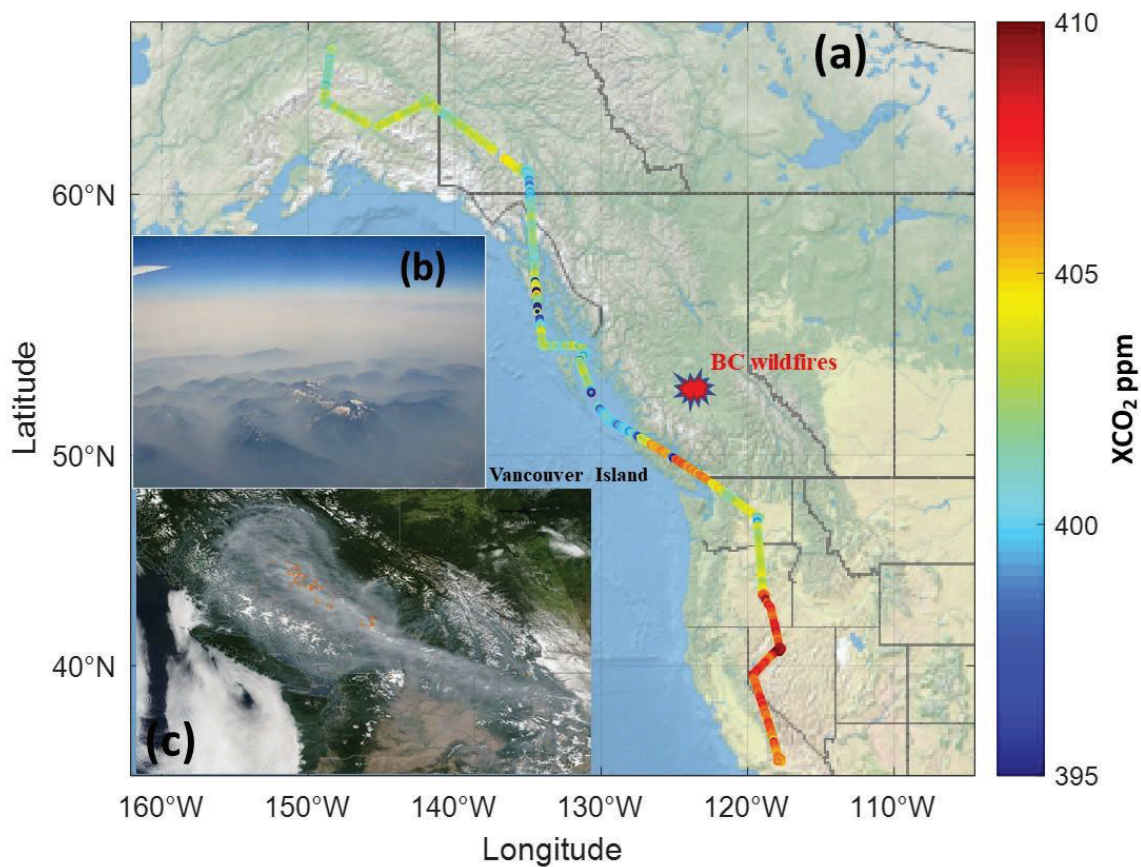 (a)
410
60°N
(b)
405
BC wildfires
Latitude
XCO₂ ppm
50°N
Vancouver Island
400
40°N
(c)
395
160°W 150°W 140°W 130°W 120°W 110°W
Longitude